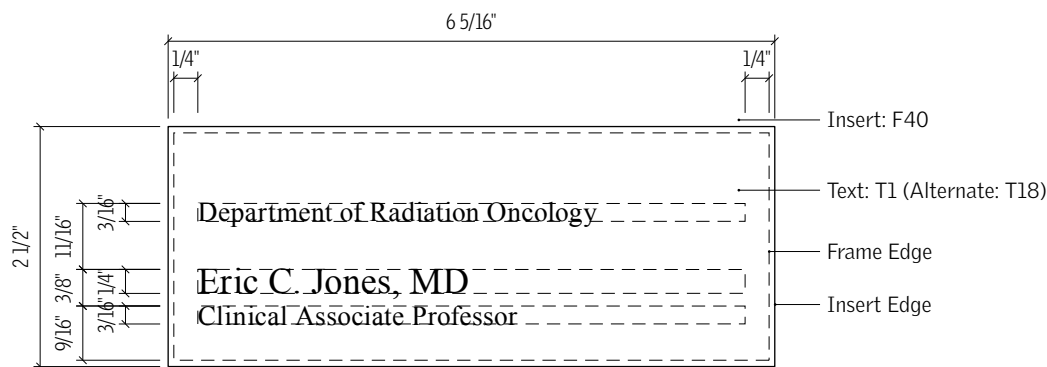 6 5/16"
1/4"
1/4"
Insert: F40
Text: T1 (Alternate: T18)
Frame Edge
Insert Edge
2 1/2"
11/16"
3/16"
3/8"
1/4"
9/16"
3/16"
Department of Radiation Oncology
Eric C. Jones, MD
Clinical Associate Professor